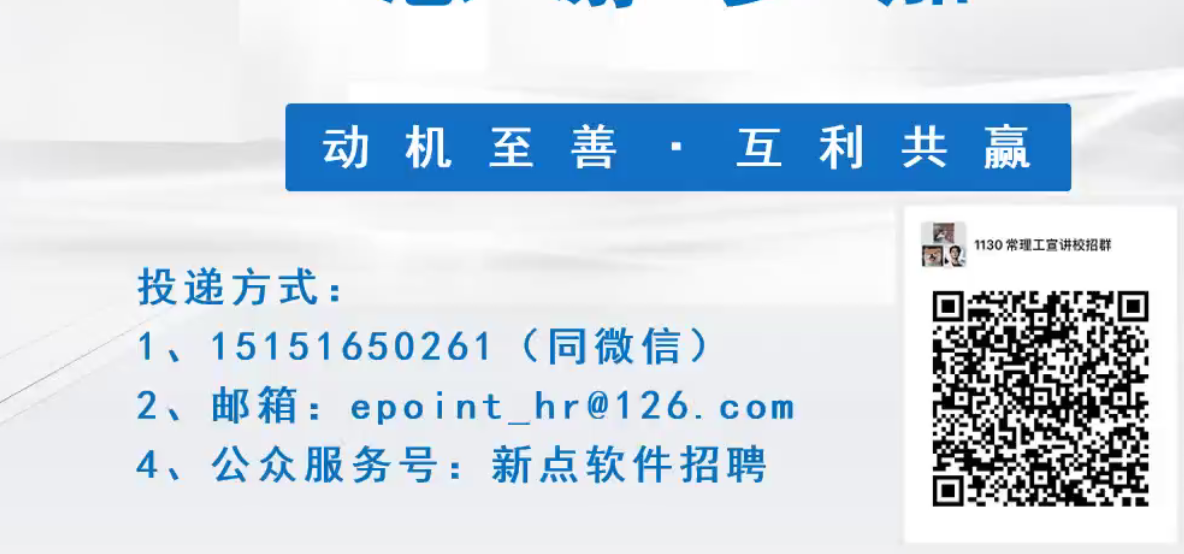 动机至善·互利共赢
1130 常理工宣讲校招群
投递方式：
1、15151650261（同微信）
2、邮箱：epoint_hr@126.com
4、公众服务号：新点软件招聘